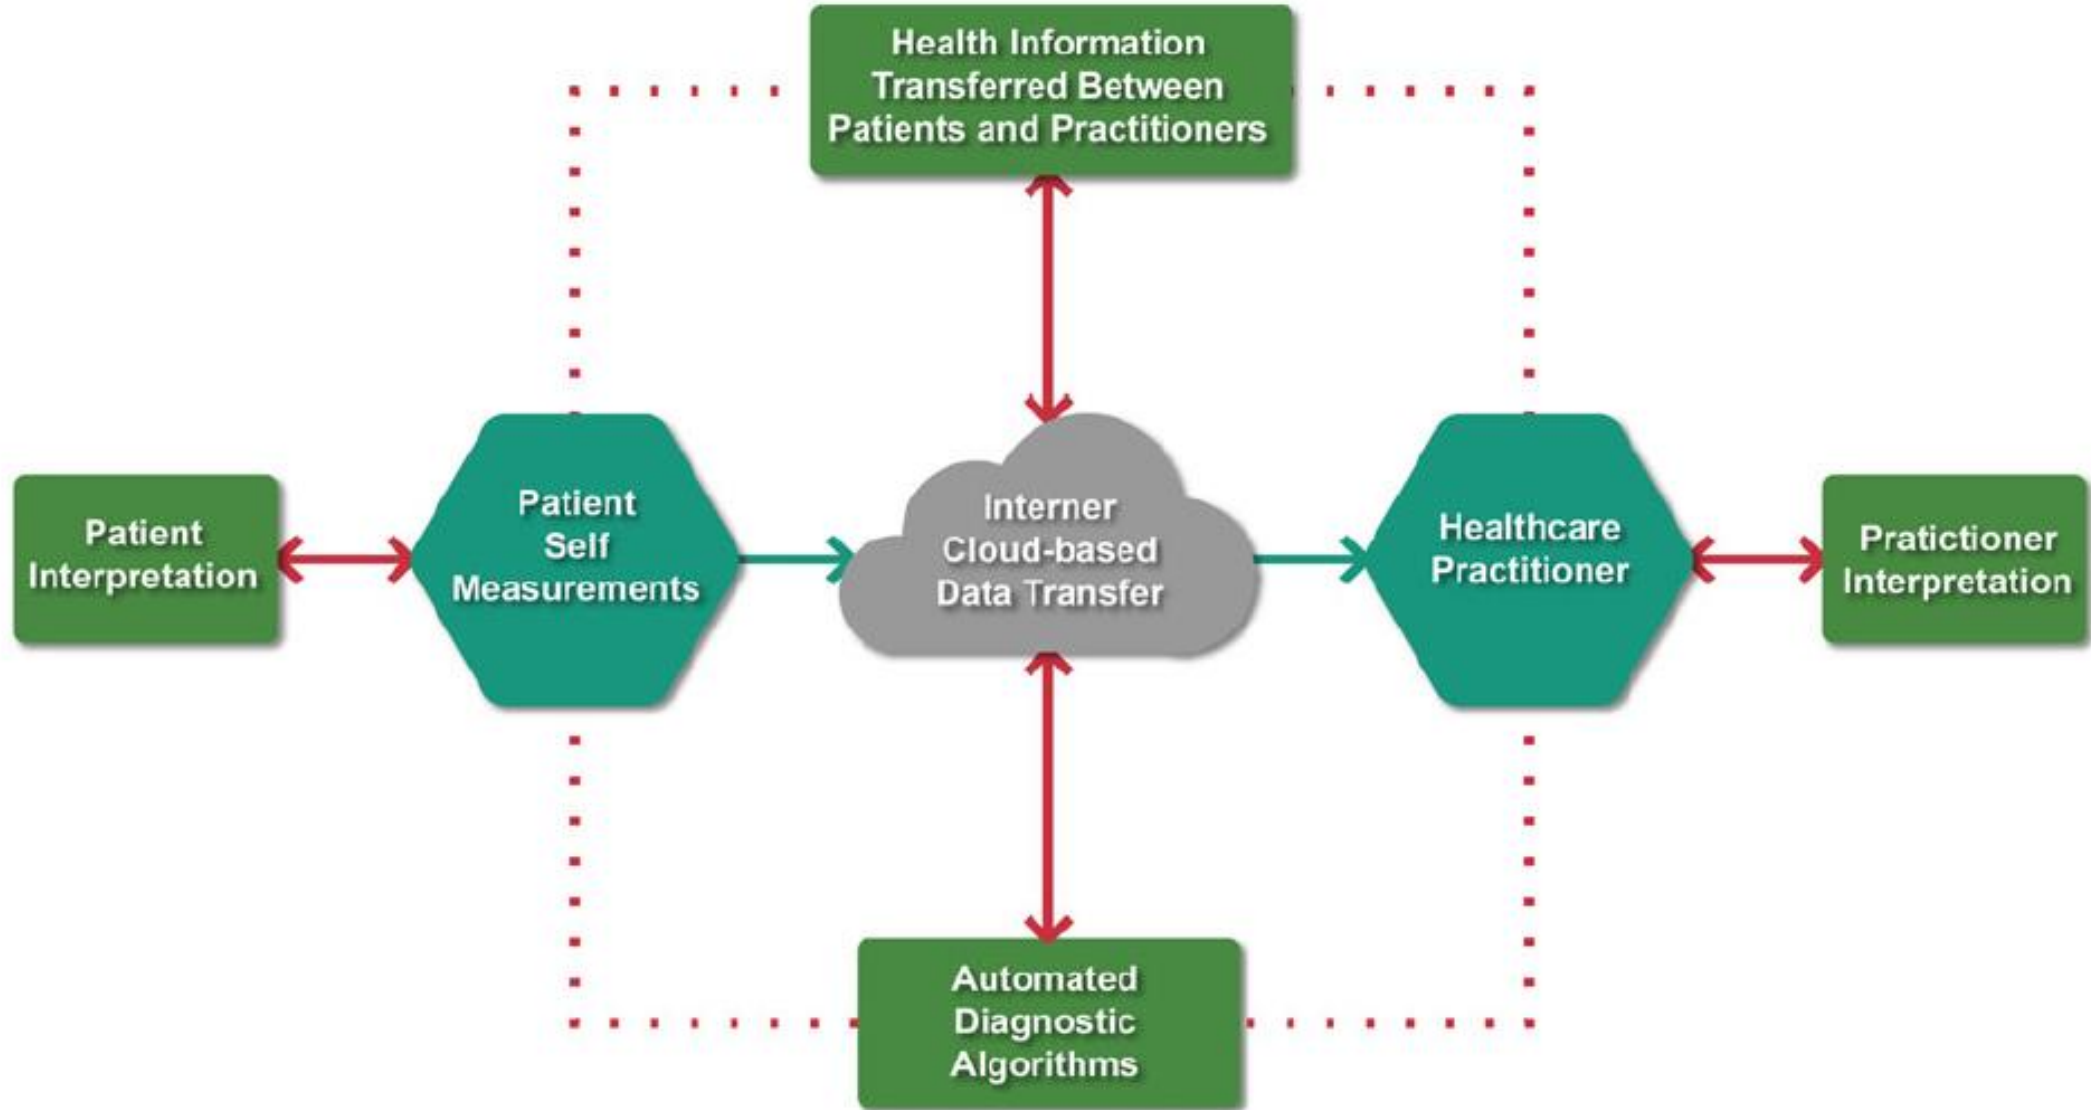 Health Information
Transferred Between
Patients and Practitioners
Patient
Interpretation
Patient
Self
Measurements
Interner
Cloud-based
Data Transfer
Healthcare
Practitioner
Pratictioner
Interpretation
Automated
Diagnostic
Algorithms